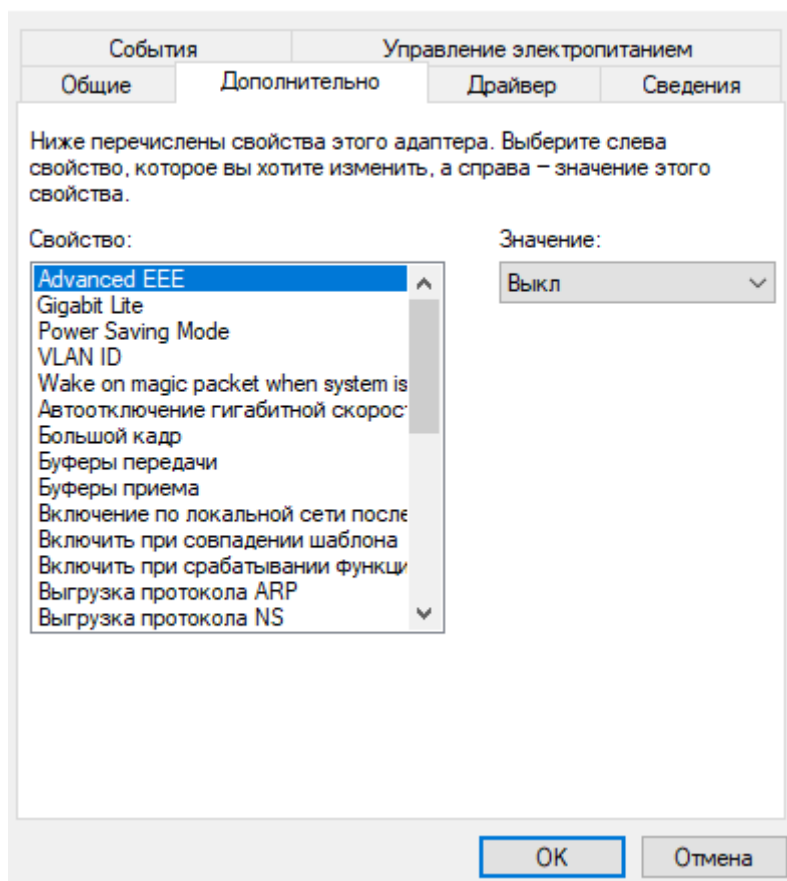 События
Управление электропитанием
Общие
Дополнительно
Драйвер
Сведения
Ниже перечислены свойства этого адаптера. Выберите слева
свойство, которое вы хотите изменить, а справа – значение этого
свойства.
Свойство:
Значение:
Advanced EEE
Выкл
Gigabit Lite
Power Saving Mode
VLAN ID
Wake on magic packet when system is
Автоотключение гигабитной скорос
Большой кадр
Буферы передачи
Буферы приема
Включение по локальной сети после
Включить при совпадении шаблона
Включить при срабатывании функци
Выгрузка протокола ARP
Выгрузка протокола NS
OK
Отмена